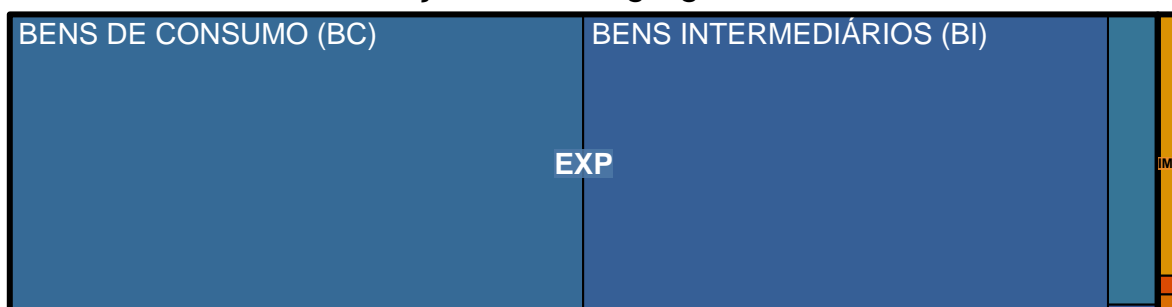 BENS DE CONSUMO (BC)
BENS INTERMEDIÁRIOS (BI)
EXP